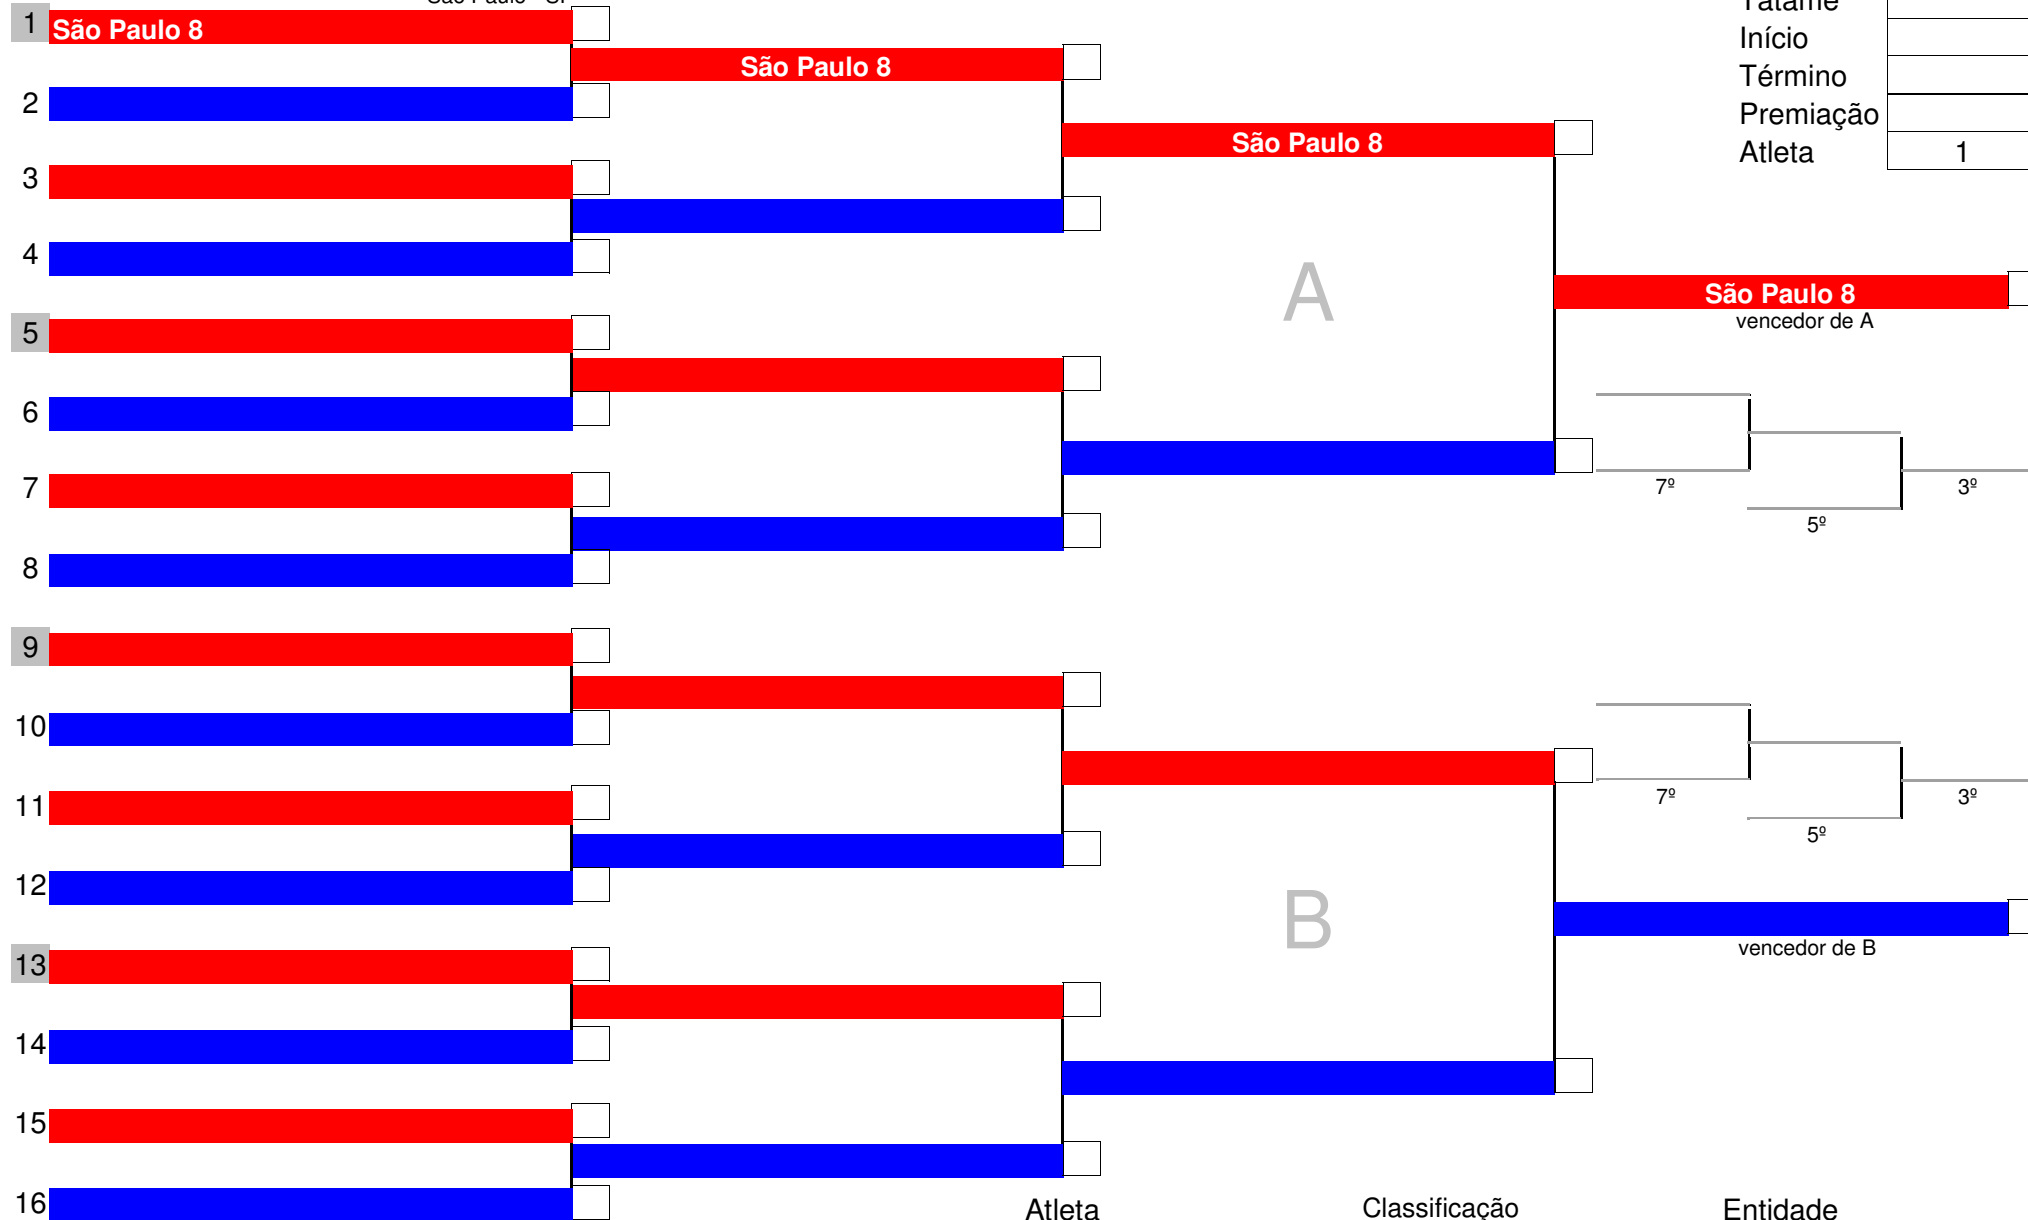 Tatame
1 São Paulo 8
Início
São Paulo 8
Término
2
Premiação
São Paulo 8
Atleta 1
3
4
A
São Paulo 8
vencedor de A
5
6
7
7º 3º
5º
8
9
10
11
7º 3º
5º
12
B
vencedor de B
13
14
15
16
Atleta Classificação Entidade